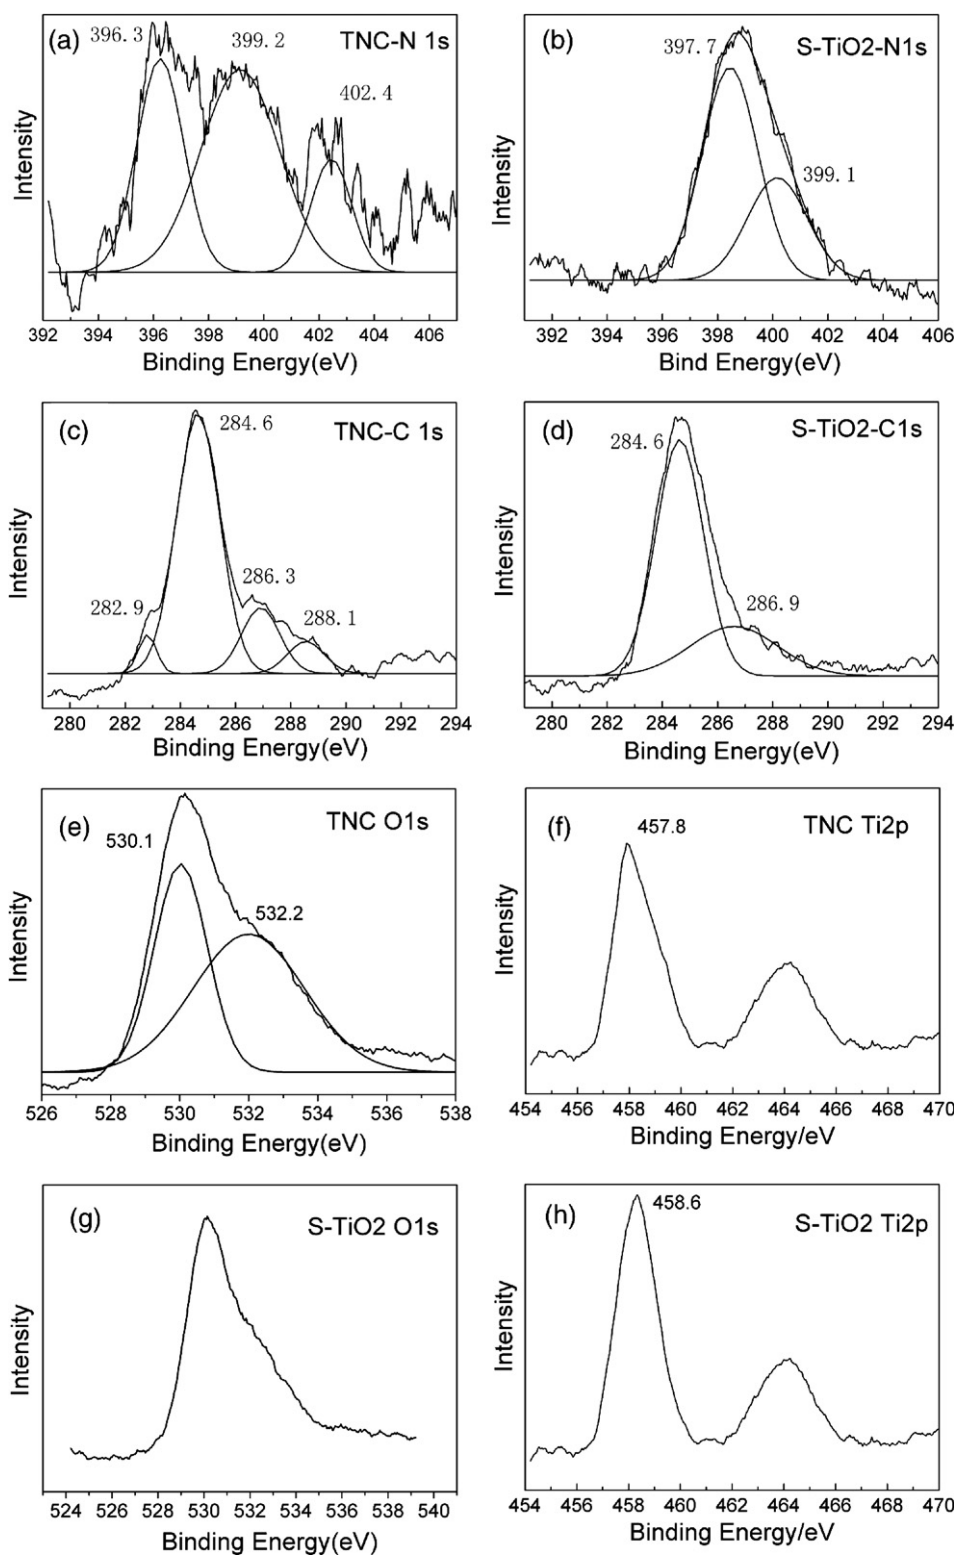 (a) 396.3 399.2 TNC-N 1s
402.4
Intensity
392 394 396 398 400 402 404 406
Binding Energy(eV)
(b) 397.7 S-TiO2-N1s
399.1
Intensity
392 394 396 398 400 402 404 406
Bind Energy(eV)
(c) 284.6 TNC-C 1s
286.3
282.9 288.1
Intensity
280 282 284 286 288 290 292 294
Binding Energy(eV)
(d) 284.6 S-TiO2-C1s
286.9
Intensity
280 282 284 286 288 290 292 294
Binding Energy(eV)
(e) 530.1 TNC O1s
532.2
Intensity
526 528 530 532 534 536 538
Binding Energy(eV)
(f) 457.8 TNC Ti2p
Intensity
454 456 458 460 462 464 466 468 470
Binding Energy/eV
(g) S-TiO2 O1s
Intensity
524 526 528 530 532 534 536 538 540
Binding Energy(eV)
(h) 458.6 S-TiO2 Ti2p
Intensity
454 456 458 460 462 464 466 468 470
Binding Energy/eV